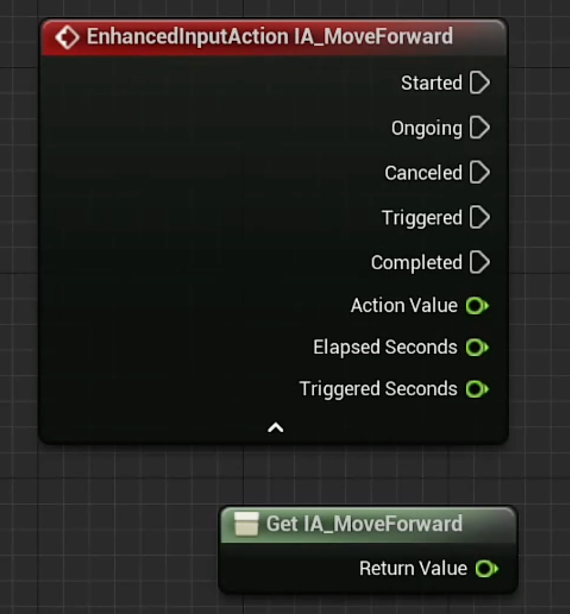 EnhancedInputAction IA_MoveForward
Started
Ongoing
Canceled
Triggered
Completed
Action Value
Elapsed Seconds
Triggered Seconds
Get IA_MoveForward
Return Value